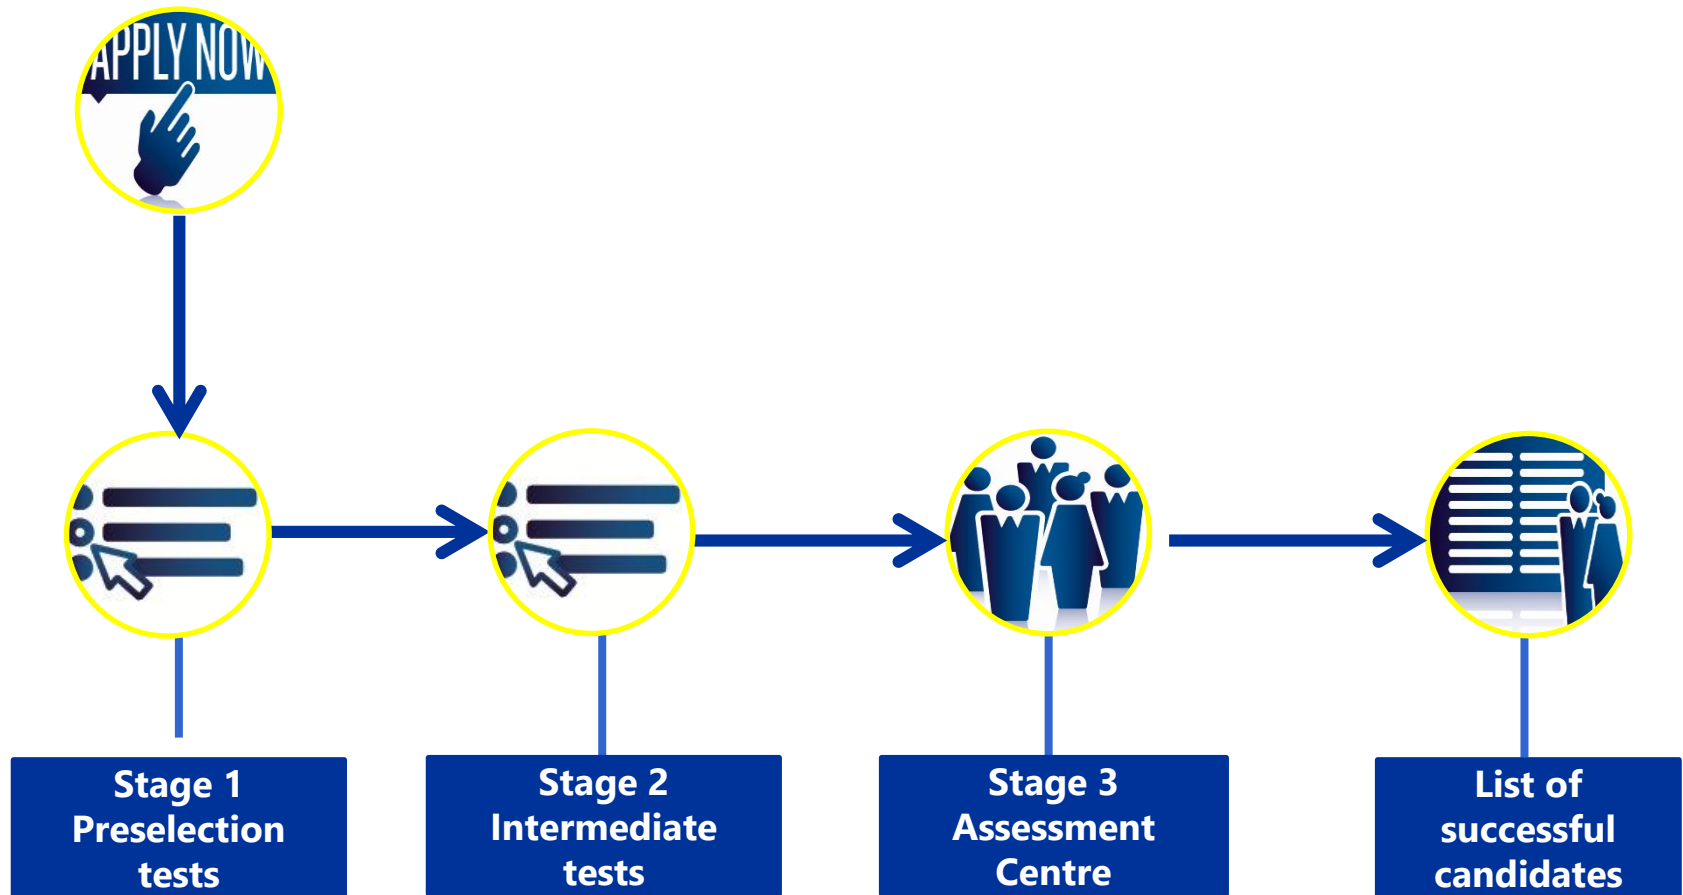 APPLY NOW
Stage 1
Preselection
tests
Stage 2
Intermediate
tests
Stage 3
Assessment
Centre
List of
successful
candidates